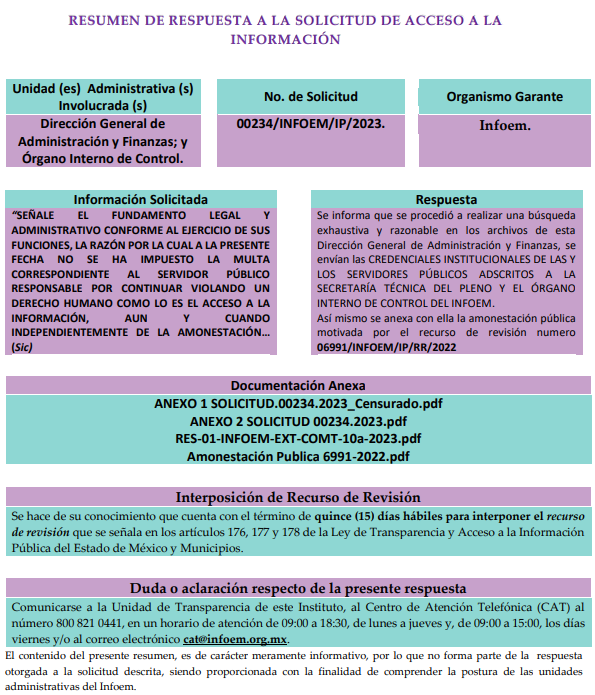 RESUMEN DE RESPUESTA A LA SOLICITUD DE ACCESO A LA
INFORMACIÓN
Unidad (es) Administrativa (s)
Involucrada (s)
Dirección General de
Administración y Finanzas; y
Órgano Interno de Control.
No. de Solicitud
00234/INFOEM/IP/2023.
Organismo Garante
Infoem.
Información Solicitada
“SEÑALE EL FUNDAMENTO LEGAL Y
ADMINISTRATIVO CONFORME AL EJERCICIO DE SUS
FUNCIONES, LA RAZÓN POR LA CUAL A LA PRESENTE
FECHA NO SE HA IMPUESTO LA MULTA
CORRESPONDIENTE AL SERVIDOR PÚBLICO
RESPONSABLE POR CONTINUAR VIOLANDO UN
DERECHO HUMANO COMO LO ES EL ACCESO A LA
INFORMACIÓN, AUN Y CUANDO
INDEPENDIENTEMENTE DE LA AMONESTACIÓN...
(Sic)
Respuesta
Se informa que se procedió a realizar una búsqueda
exhaustiva y razonable en los archivos de esta
Dirección General de Administración y Finanzas, se
envían las CREDENCIALES INSTITUCIONALES DE LAS Y
LOS SERVIDORES PÚBLICOS ADSCRITOS A LA
SECRETARÍA TÉCNICA DEL PLENO Y EL ÓRGANO
INTERNO DE CONTROL DEL INFOEM.
Así mismo se anexa con ella la amonestación pública
motivada por el recurso de revisión numero
06991/INFOEM/IP/RR/2022
Documentación Anexa
ANEXO 1 SOLICITUD.00234.2023_Censurado.pdf
ANEXO 2 SOLICITUD 00234.2023.pdf
RES-01-INFOEM-EXT-COMT-10a-2023.pdf
Amonestación Publica 6991-2022.pdf
Interposición de Recurso de Revisión
Se hace de su conocimiento que cuenta con el término de quince (15) días hábiles para interponer el recurso
de revisión que se señala en los artículos 176, 177 y 178 de la Ley de Transparencia y Acceso a la Información
Pública del Estado de México y Municipios.
Duda o aclaración respecto de la presente respuesta
Comunicarse a la Unidad de Transparencia de este Instituto, al Centro de Atención Telefónica (CAT) al
número 800 821 0441, en un horario de atención de 09:00 a 18:30, de lunes a jueves y, de 09:00 a 15:00, los días
viernes y/o al correo electrónico cat@infoem.org.mx.
El contenido del presente resumen, es de carácter meramente informativo, por lo que no forma parte de la respuesta
otorgada a la solicitud descrita, siendo proporcionada con la finalidad de comprender la postura de las unidades
administrativas del Infoem.